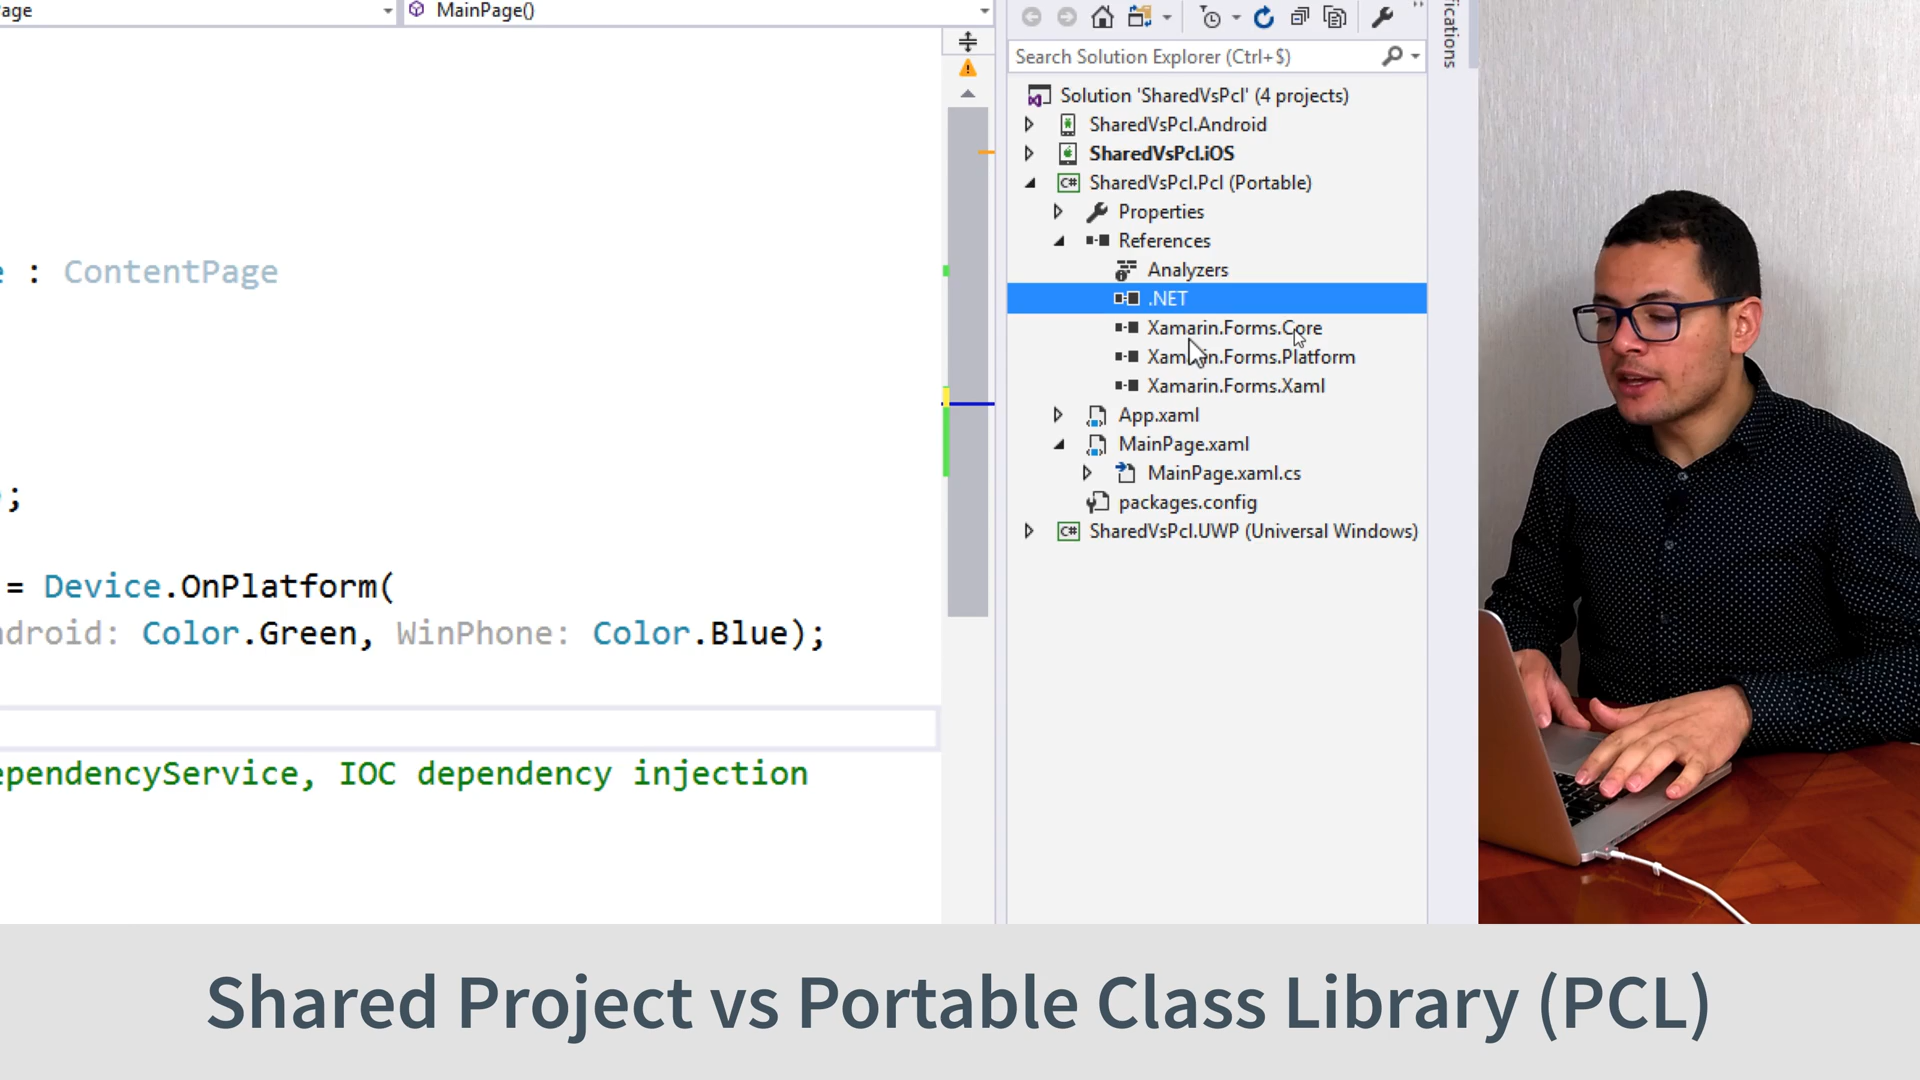 age
MainPage()
Search Solution Explorer (Ctrl+$)
Solution 'SharedVsPcl' (4 projects)
SharedVsPcl.Android
SharedVsPcl.iOS
SharedVsPcl.Pcl (Portable)
Properties
References
Analyzers
.NET
Xamarin.Forms.Core
Xamarin.Forms.Platform
Xamarin.Forms.Xaml
App.xaml
MainPage.xaml
MainPage.xaml.cs
packages.config
SharedVsPcl.UWP (Universal Windows)
fications
e : ContentPage
);
= Device.OnPlatform(
ndroid: Color.Green, WinPhone: Color.Blue);
ependencyService, IOC dependency injection
Shared Project vs Portable Class Library (PCL)